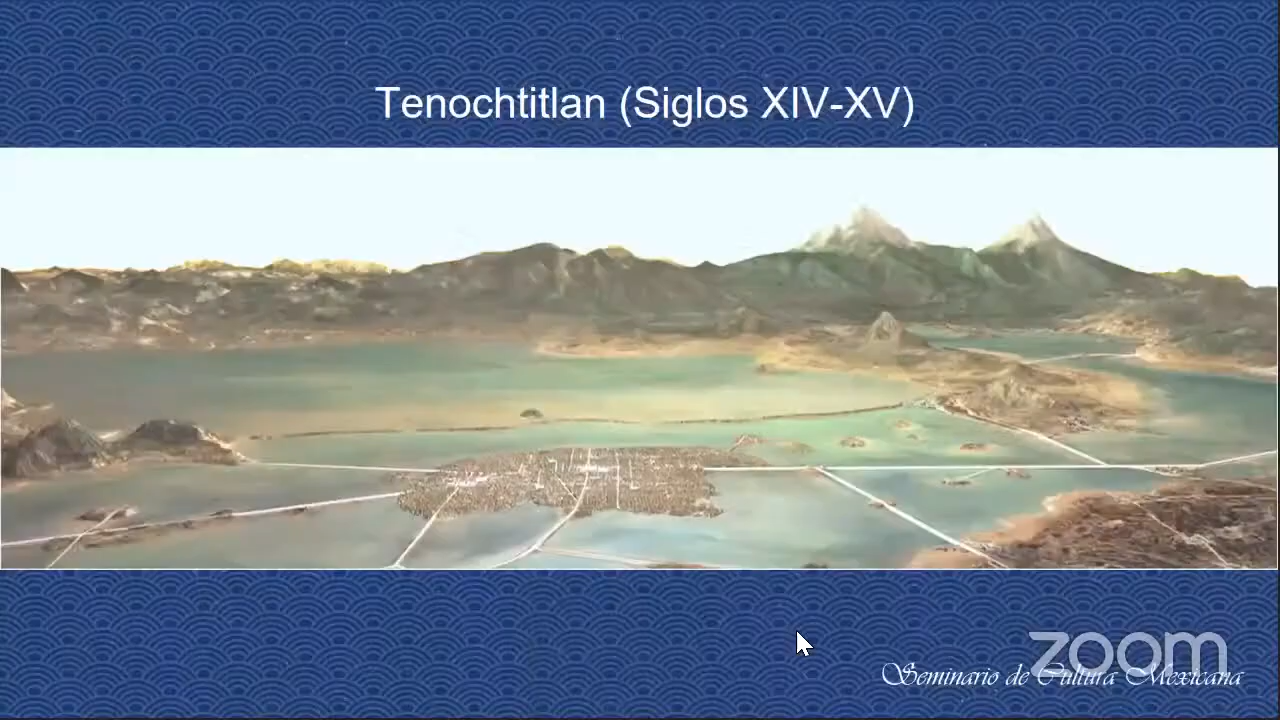 Tenochtitlan (Siglos XIV-XV)
zoom
Seminario de Cultura Mexicana